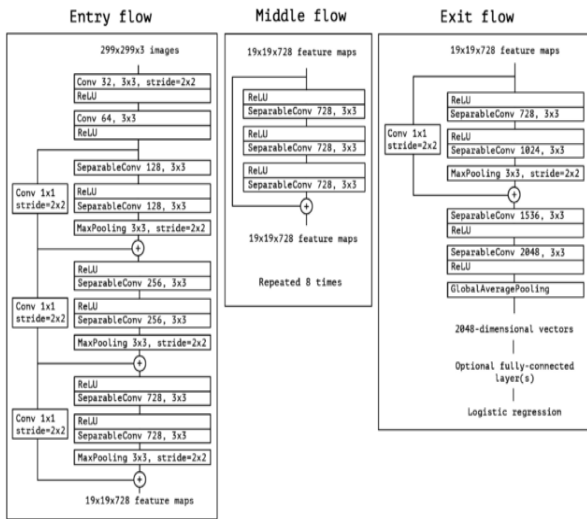 Entry flow
299x299x3 images
Conv 32, 3x3, stride=2x2
ReLU
Conv 64, 3x3
ReLU
SeparableConv 128, 3x3
Conv 1x1
stride=2x2
ReLU
SeparableConv 128, 3x3
MaxPooling 3x3, stride=2x2
+
ReLU
SeparableConv 256, 3x3
Conv 1x1
stride=2x2
ReLU
SeparableConv 256, 3x3
MaxPooling 3x3, stride=2x2
+
ReLU
SeparableConv 728, 3x3
Conv 1x1
stride=2x2
ReLU
SeparableConv 728, 3x3
MaxPooling 3x3, stride=2x2
+
19x19x728 feature maps
Middle flow
19x19x728 feature maps
ReLU
SeparableConv 728, 3x3
ReLU
SeparableConv 728, 3x3
ReLU
SeparableConv 728, 3x3
+
19x19x728 feature maps
Repeated 8 times
Exit flow
19x19x728 feature maps
ReLU
SeparableConv 728, 3x3
Conv 1x1
stride=2x2
ReLU
SeparableConv 1024, 3x3
MaxPooling 3x3, stride=2x2
+
SeparableConv 1536, 3x3
ReLU
SeparableConv 2048, 3x3
ReLU
GlobalAveragePooling
2048-dimensional vectors
Optional fully-connected
layer(s)
Logistic regression